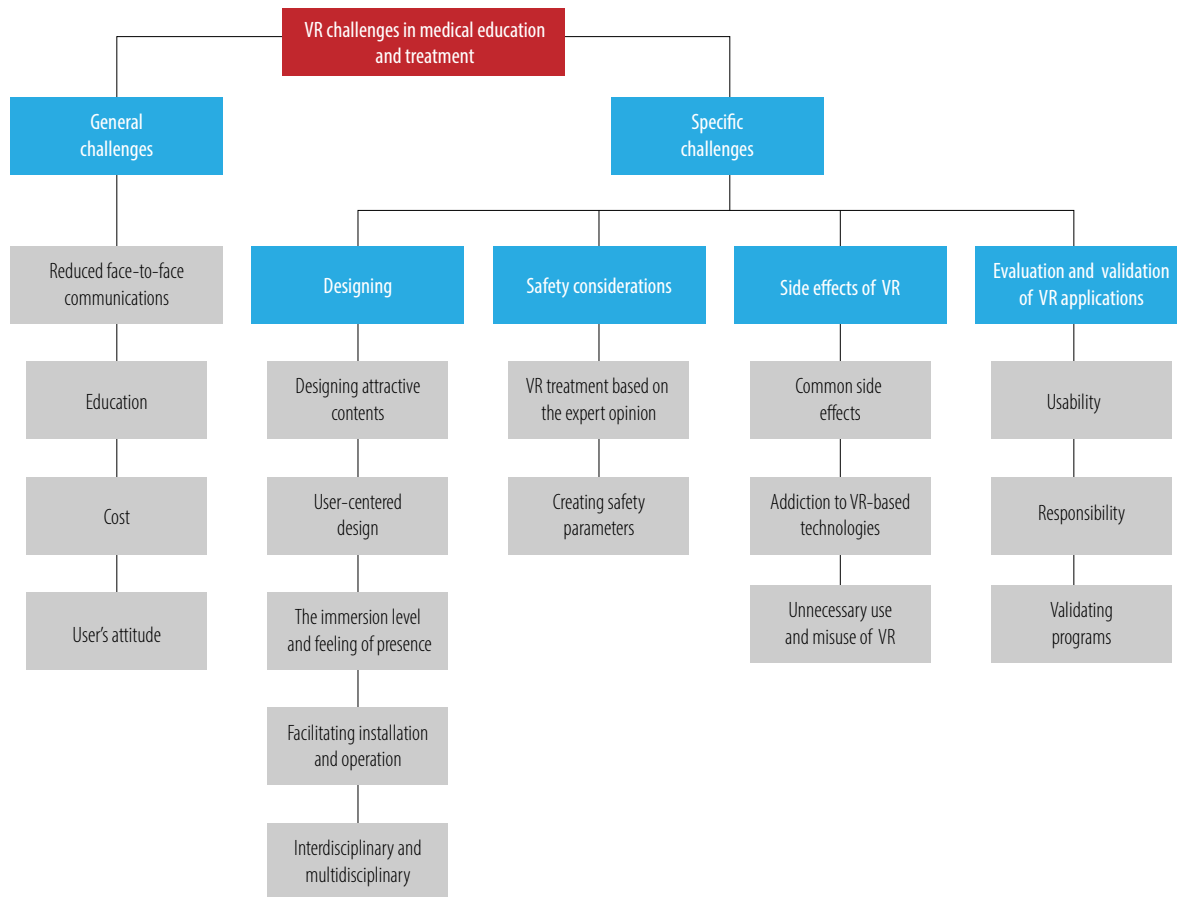 VR challenges in medical education
and treatment
General
challenges
Specific
challenges
Reduced face-to-face
communications
Education
Cost
User's attitude
Designing
Designing attractive
contents
User-centered
design
The immersion level
and feeling of presence
Facilitating installation
and operation
Interdisciplinary and
multidisciplinary
Safety considerations
VR treatment based on
the expert opinion
Creating safety
parameters
Side effects of VR
Common side
effects
Addiction to VR-based
technologies
Unnecessary use
and misuse of VR
Evaluation and validation
of VR applications
Usability
Responsibility
Validating
programs